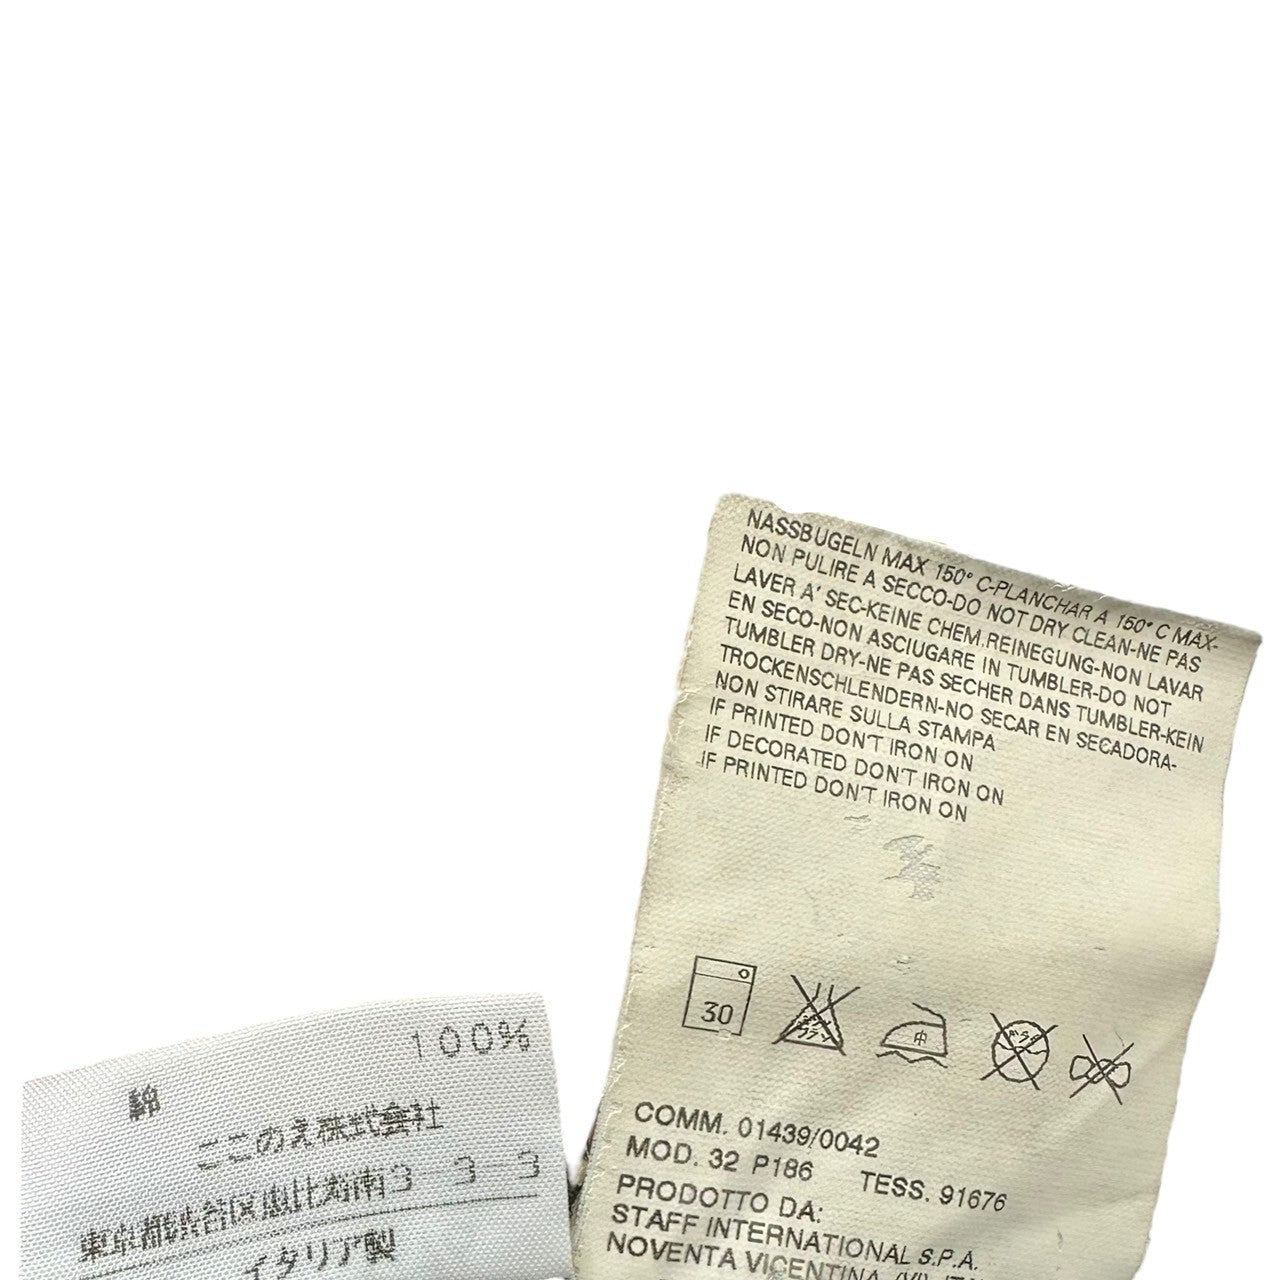 綿 100%
ここのえ株式会社
東京都渋谷区恵比寿南3-3-3
イタリア製
NASSBUGELN MAX 150° C-PLANCHAR A 150° C MAX-
NON PULIRE A SECCO-DO NOT DRY CLEAN-NE PAS
LAVER A' SEC-KEINE CHEM.REINEGUNG-NON LAVAR
EN SECO-NON ASCIUGARE IN TUMBLER-DO NOT
TUMBLER DRY-NE PAS SECHER DANS TUMBLER-KEIN
TROCKENSCHLENDERN-NO SECAR EN SECADORA-
NON STIRARE SULLA STAMPA
IF PRINTED DON'T IRON ON
IF DECORATED DON'T IRON ON
IF PRINTED DON'T IRON ON
30 中
COMM. 01439/0042
MOD. 32 P186 TESS. 91676
PRODOTTO DA:
STAFF INTERNATIONAL S.P.A.
NOVENTA VICENTINA (VI)